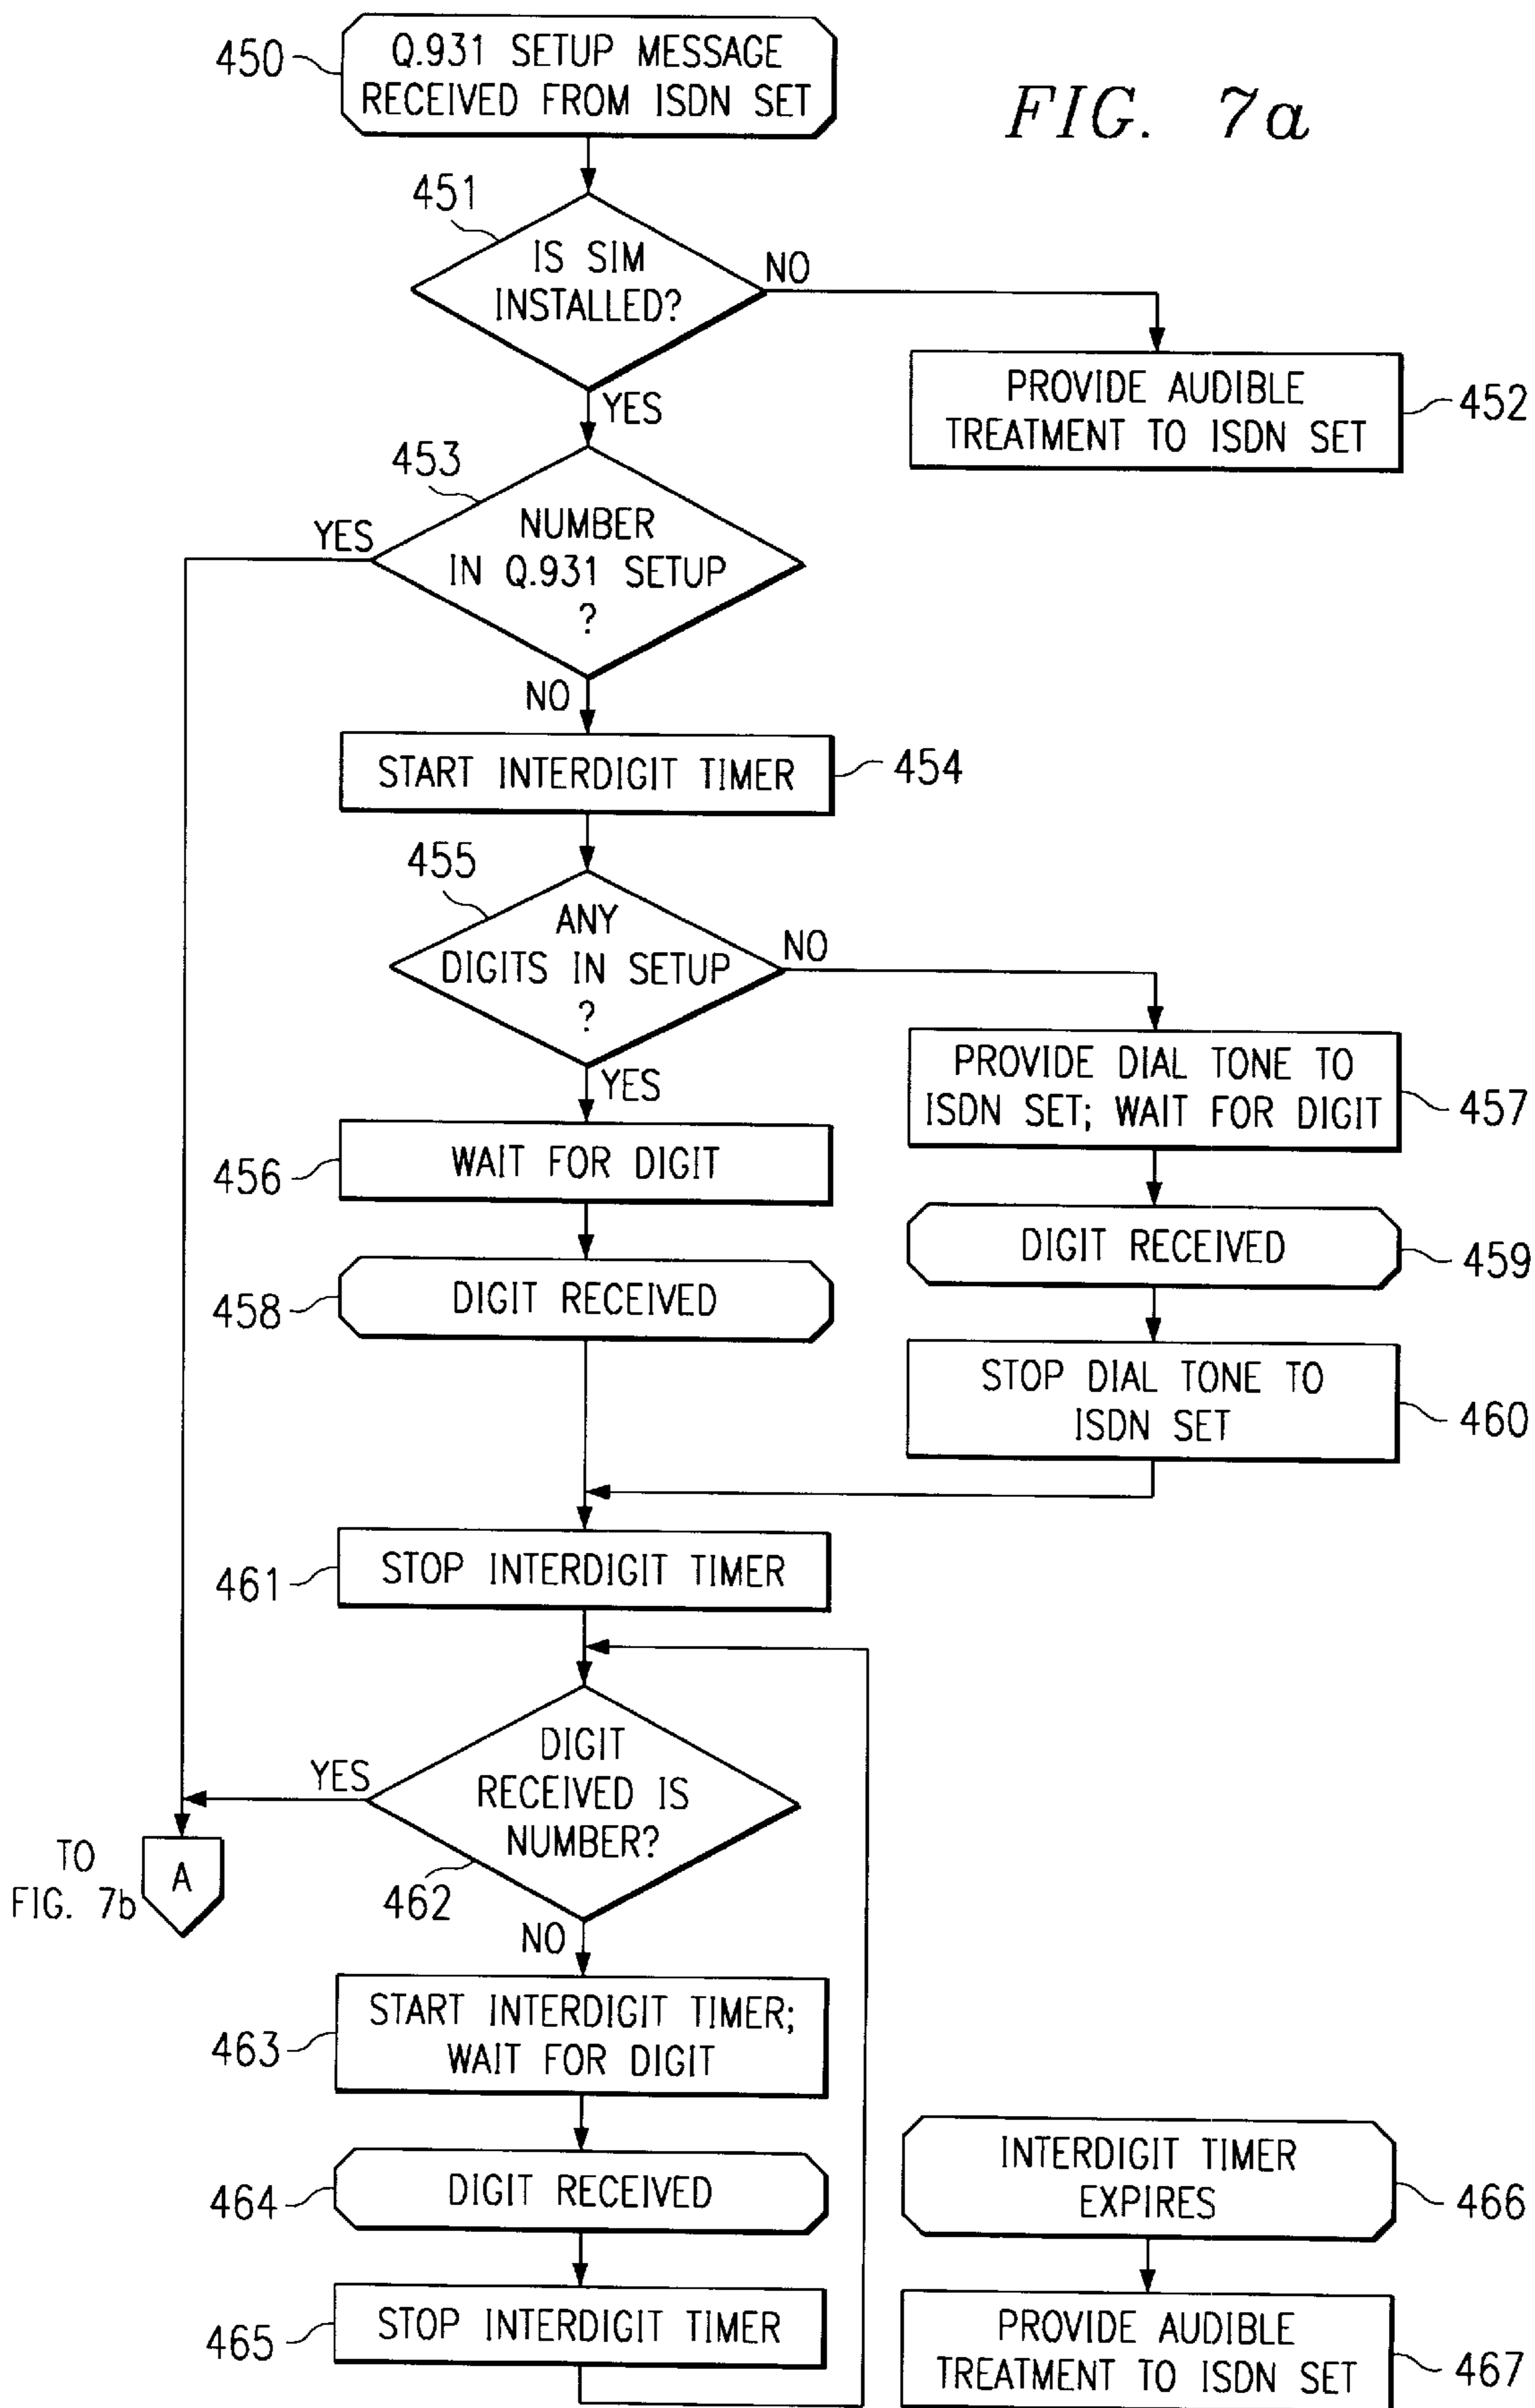 450
Q.931 SETUP MESSAGE
RECEIVED FROM ISDN SET
FIG. 7a
451
IS SIM
INSTALLED?
NO
YES
PROVIDE AUDIBLE
TREATMENT TO ISDN SET
452
453
YES
NUMBER
IN Q.931 SETUP
?
NO
START INTERDIGIT TIMER
454
455
ANY
DIGITS IN SETUP
?
NO
YES
PROVIDE DIAL TONE TO
ISDN SET; WAIT FOR DIGIT
457
456
WAIT FOR DIGIT
DIGIT RECEIVED
459
458
DIGIT RECEIVED
STOP DIAL TONE TO
ISDN SET
460
461
STOP INTERDIGIT TIMER
YES
DIGIT
RECEIVED IS
NUMBER?
462
TO
FIG. 7b
A
NO
463
START INTERDIGIT TIMER;
WAIT FOR DIGIT
464
DIGIT RECEIVED
INTERDIGIT TIMER
EXPIRES
466
465
STOP INTERDIGIT TIMER
PROVIDE AUDIBLE
TREATMENT TO ISDN SET
467